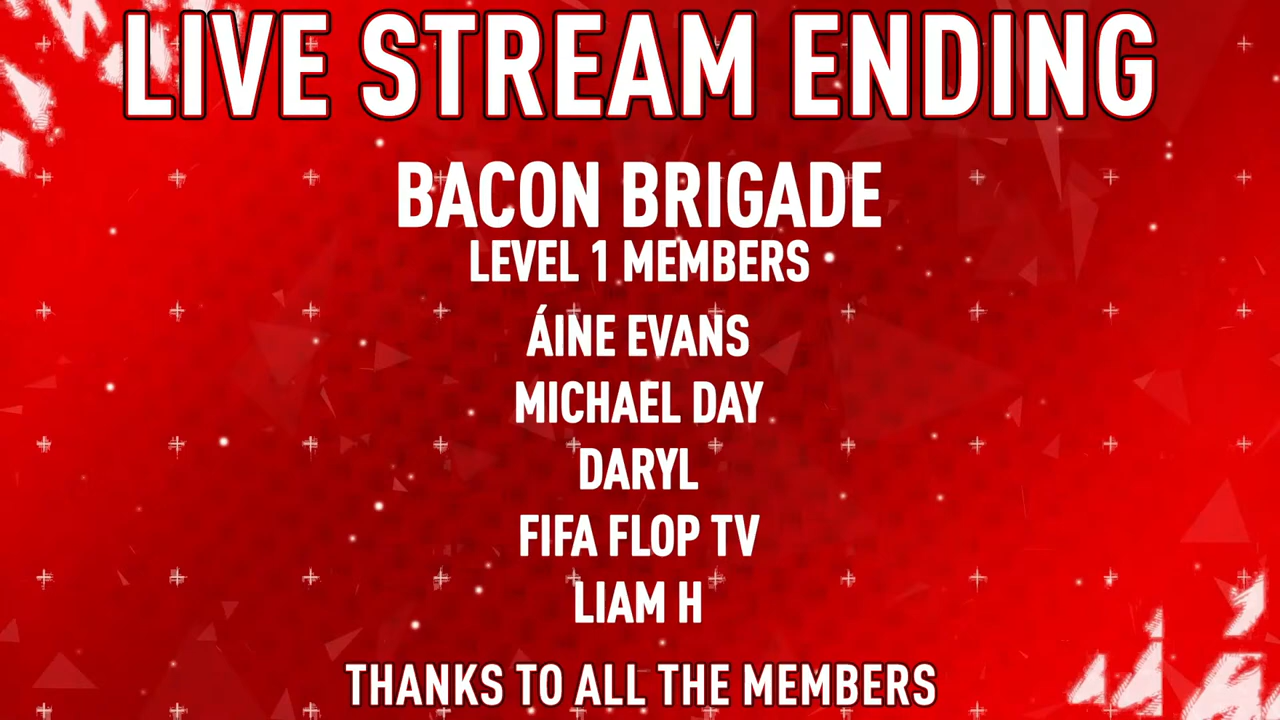 LIVE STREAM ENDING
BACON BRIGADE
LEVEL 1 MEMBERS
ÁINE EVANS
MICHAEL DAY
DARYL
FIFA FLOP TV
LIAM H
THANKS TO ALL THE MEMBERS